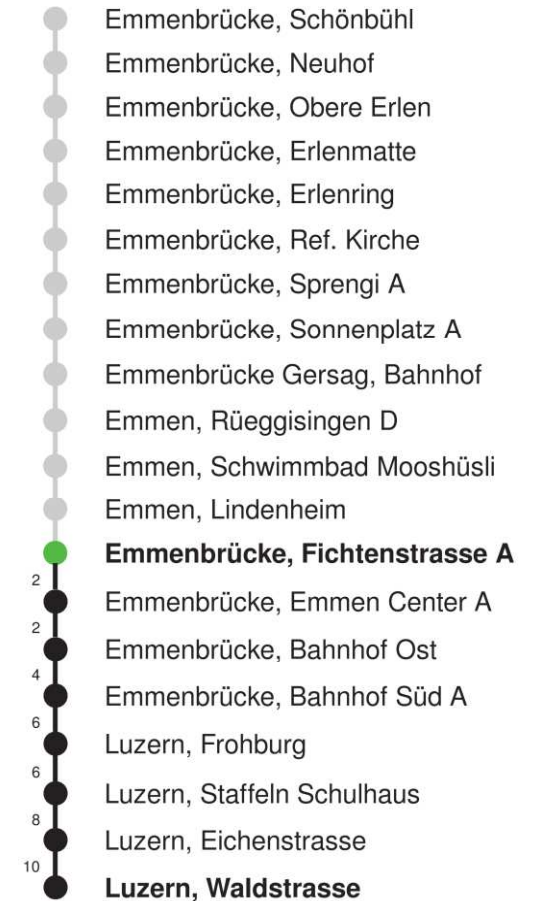 Emmenbrücke, Schönbühl
Emmenbrücke, Neuhof
Emmenbrücke, Obere Erlen
Emmenbrücke, Erlenmatte
Emmenbrücke, Erlenring
Emmenbrücke, Ref. Kirche
Emmenbrücke, Sprengi A
Emmenbrücke, Sonnenplatz A
Emmenbrücke Gersag, Bahnhof
Emmen, Rüeggisingen D
Emmen, Schwimmbad Mooshüsli
Emmen, Lindenheim
Emmenbrücke, Fichtenstrasse A
2 Emmenbrücke, Emmen Center A
2 Emmenbrücke, Bahnhof Ost
4 Emmenbrücke, Bahnhof Süd A
6 Luzern, Frohburg
6 Luzern, Staffeln Schulhaus
8 Luzern, Eichenstrasse
10 Luzern, Waldstrasse